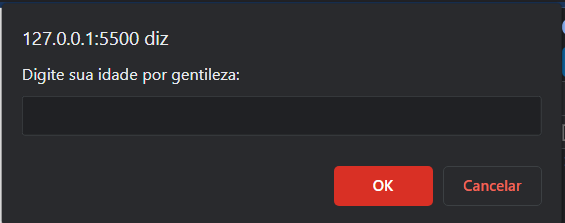 127.0.0.1:5500 diz
Digite sua idade por gentileza:
OK Cancelar